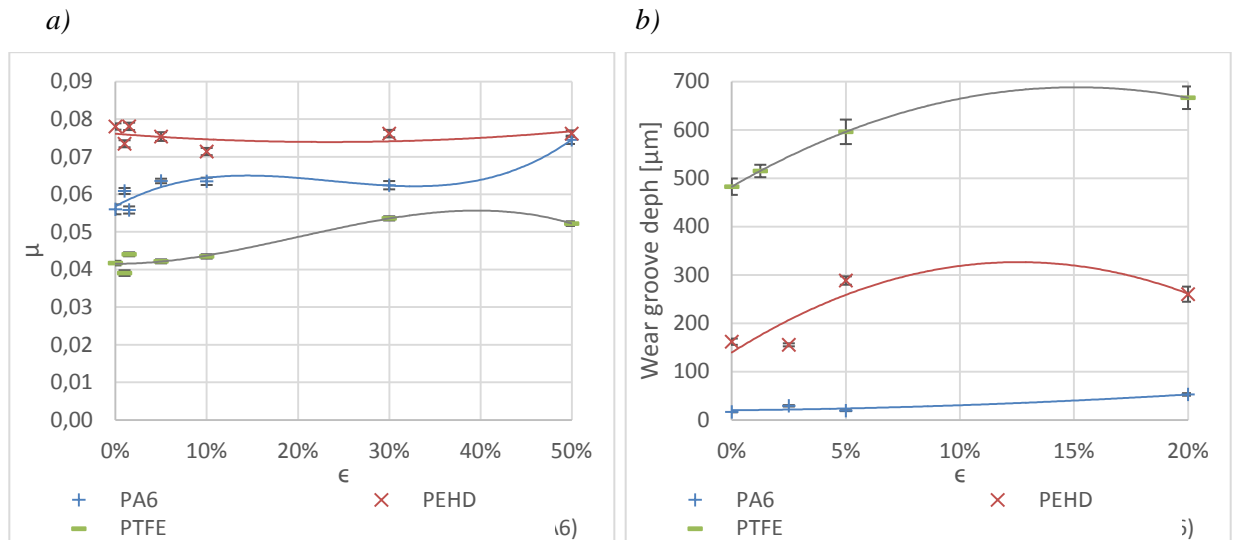 a)
b)
0,09
0,08
0,07
0,06
0,05
0,04
0,03
0,02
0,01
0,00
μ
0% 10% 20% 30% 40% 50%
ϵ
PA6 PEHD
PTFE
A6)
700
600
500
400
300
200
100
0
Wear groove deph [µm]
0% 5% 10% 15% 20%
ϵ
PA6 PEHD
PTFE